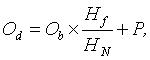 O_d = O_b × H_f / H_N + P,